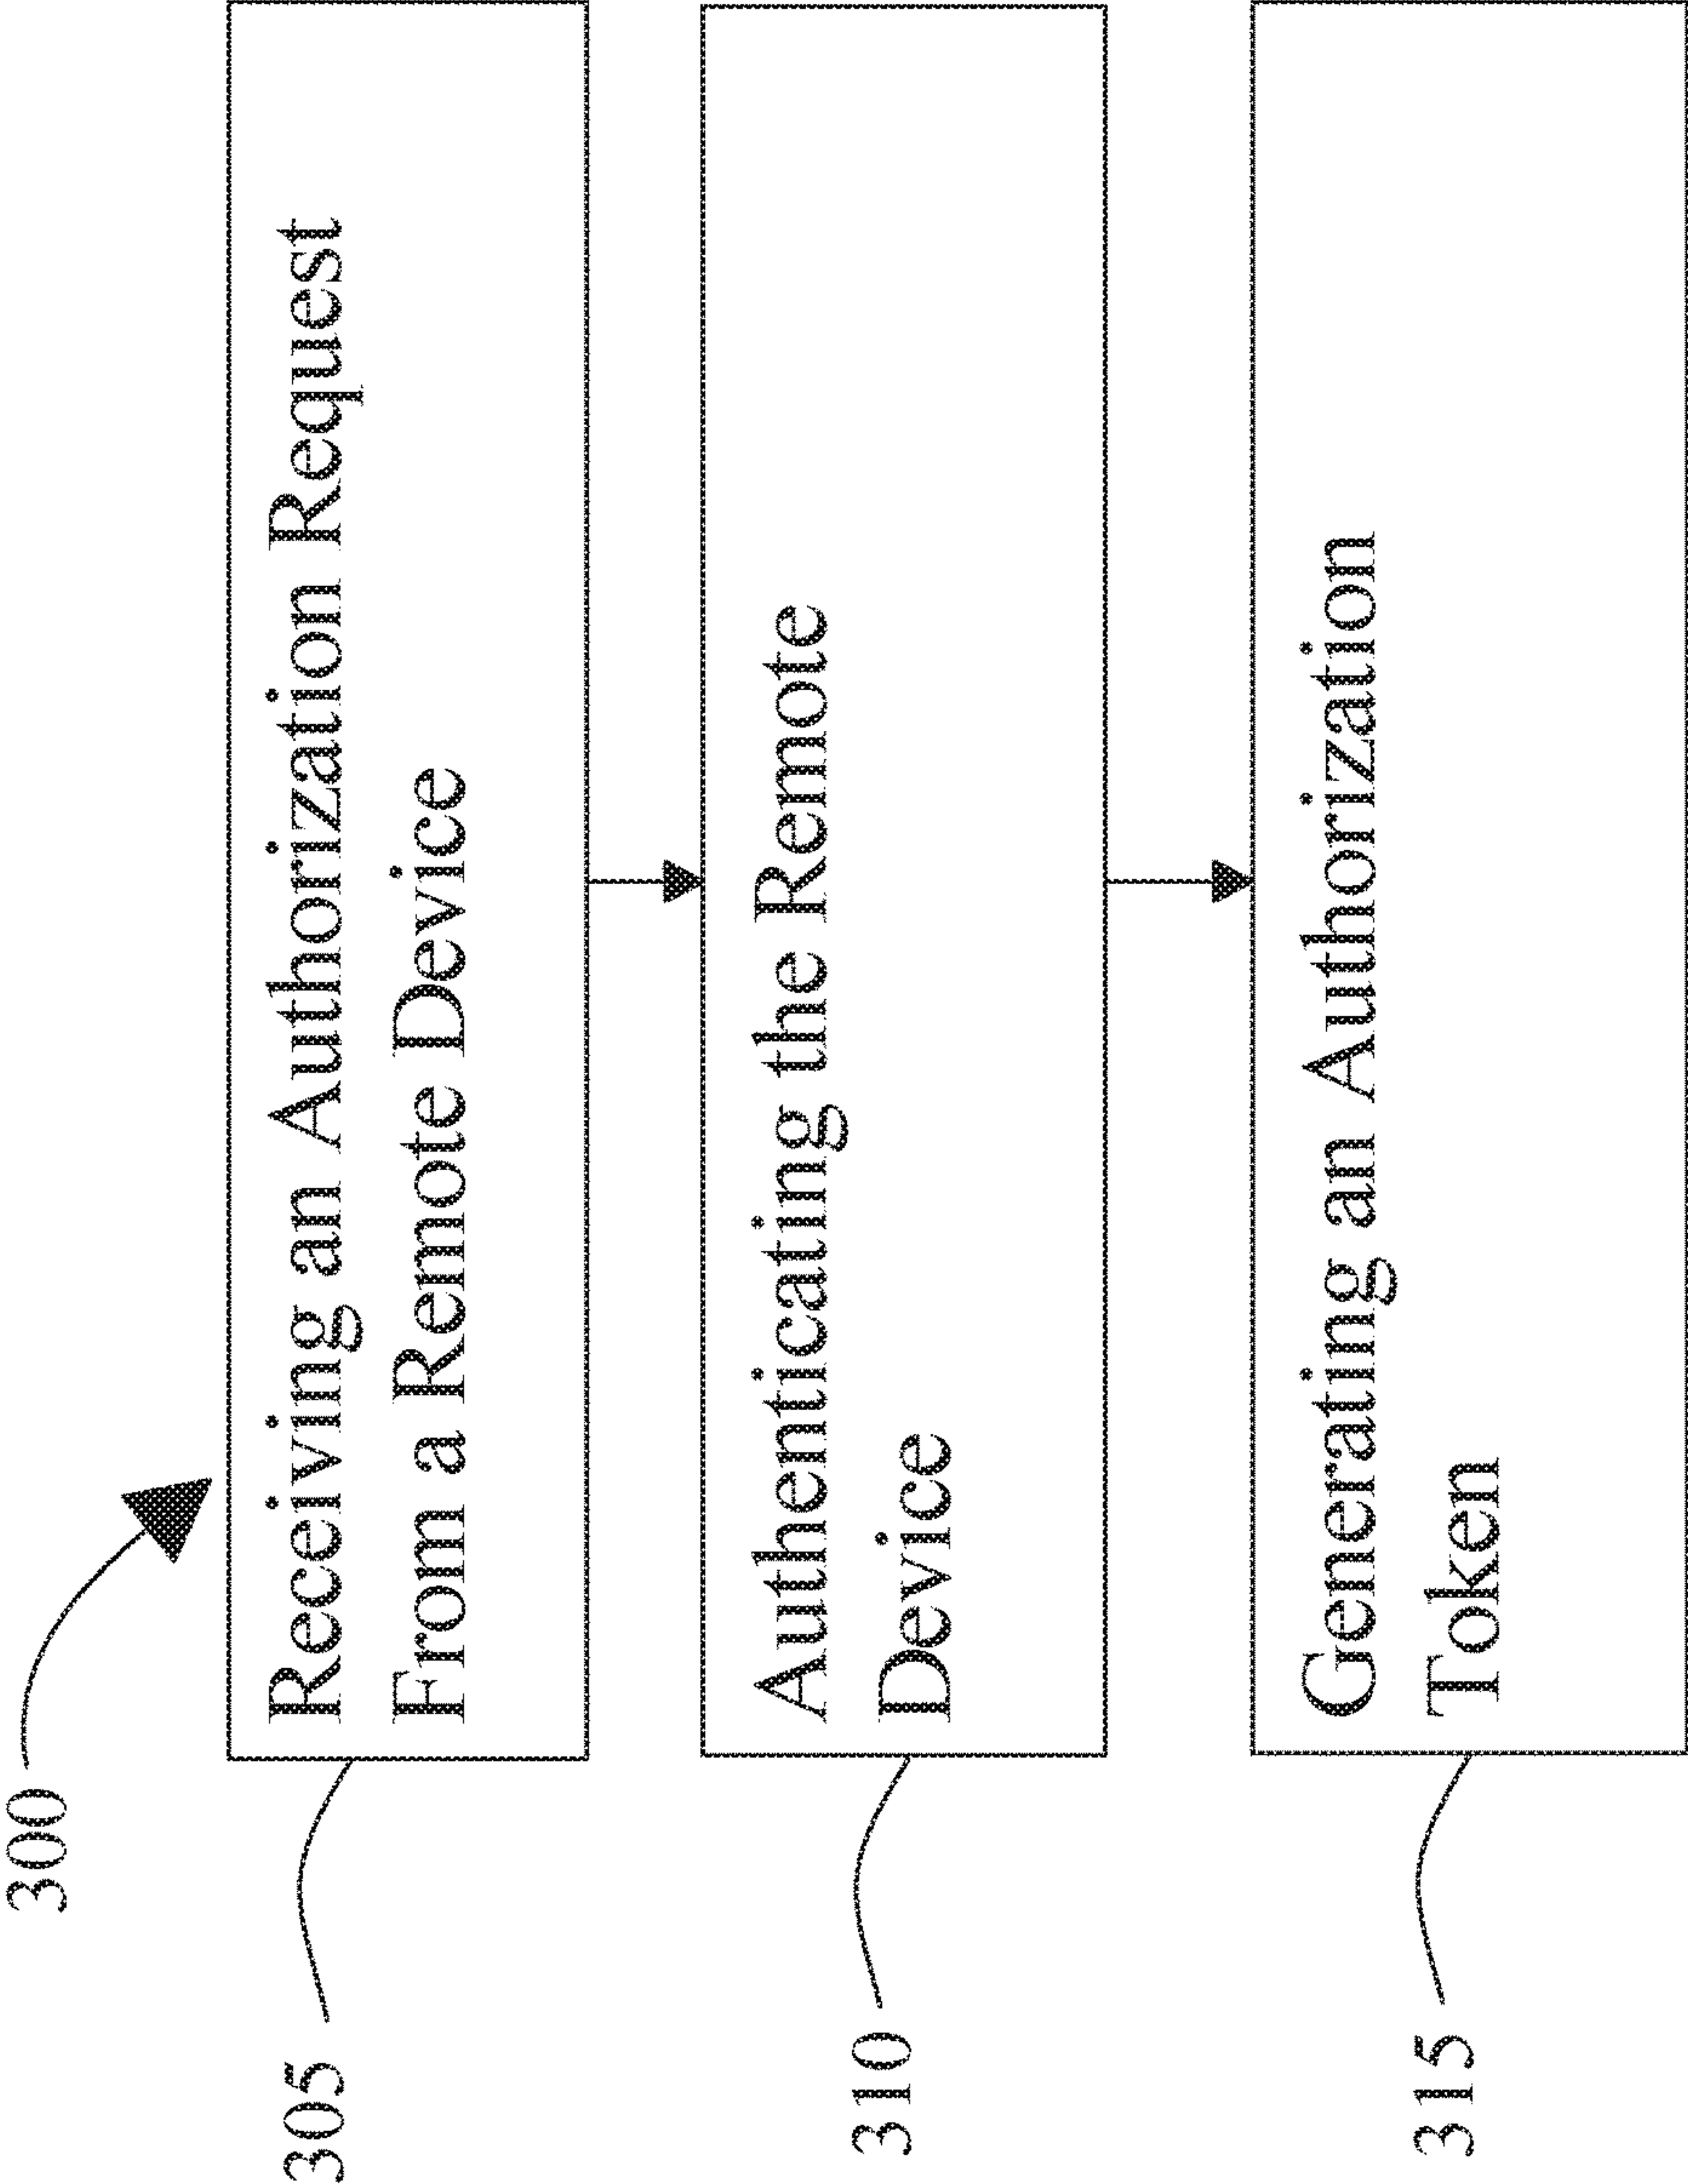 300
305
Receiving an Authorization Request
From a Remote Device
310
Authenticating the Remote
Device
315
Generating an Authorization
Token